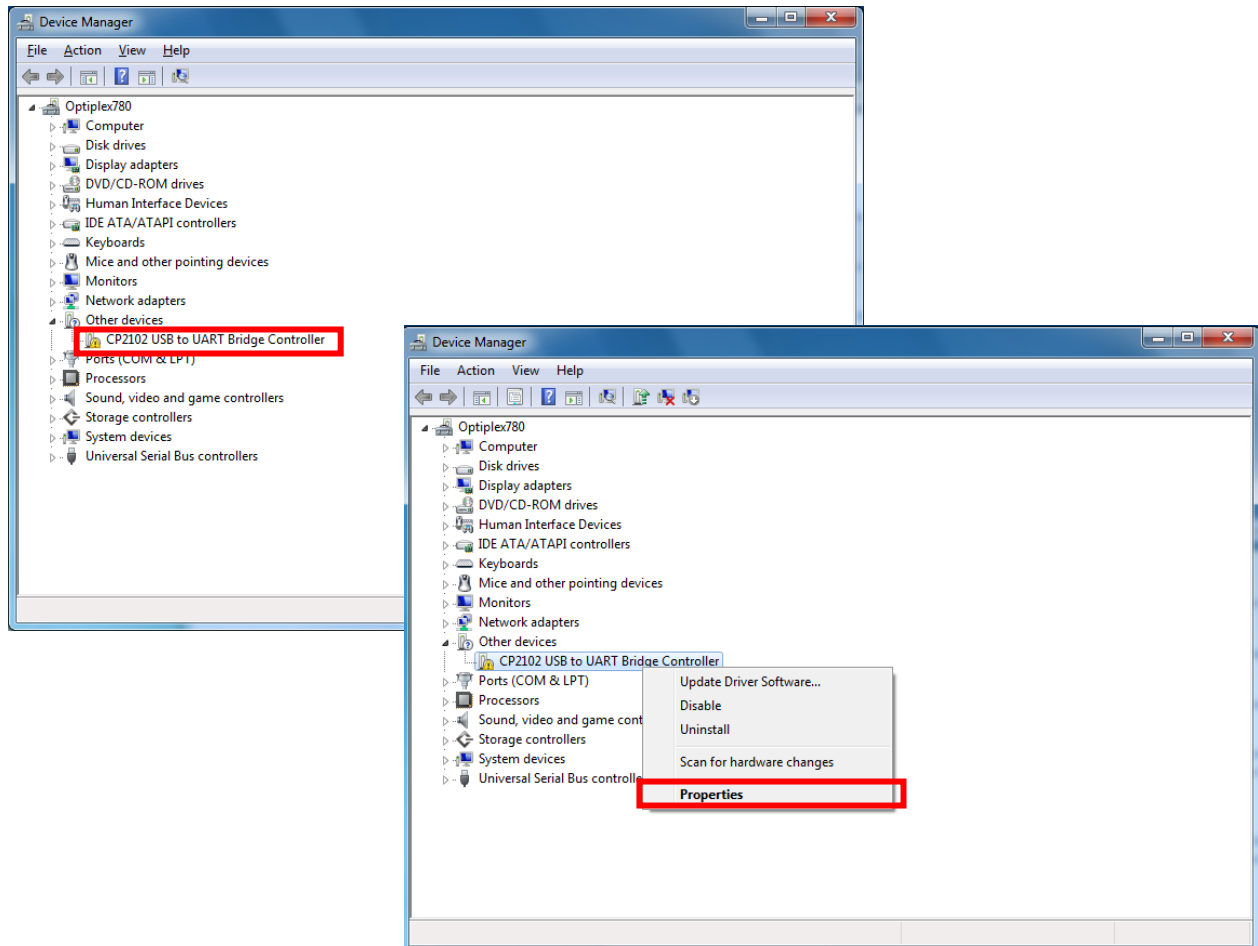 Device Manager
File Action View Help
Optiplex780
Computer
Disk drives
Display adapters
DVD/CD-ROM drives
Human Interface Devices
IDE ATA/ATAPI controllers
Keyboards
Mice and other pointing devices
Monitors
Network adapters
Other devices
CP2102 USB to UART Bridge Controller
Ports (COM & LPT)
Processors
Sound, video and game controllers
Storage controllers
System devices
Universal Serial Bus controllers
Device Manager
File Action View Help
Optiplex780
Computer
Disk drives
Display adapters
DVD/CD-ROM drives
Human Interface Devices
IDE ATA/ATAPI controllers
Keyboards
Mice and other pointing devices
Monitors
Network adapters
Other devices
CP2102 USB to UART Bridge Controller
Ports (COM & LPT)
Processors
Sound, video and game cont
Storage controllers
System devices
Universal Serial Bus controlle
Update Driver Software...
Disable
Uninstall
Scan for hardware changes
Properties